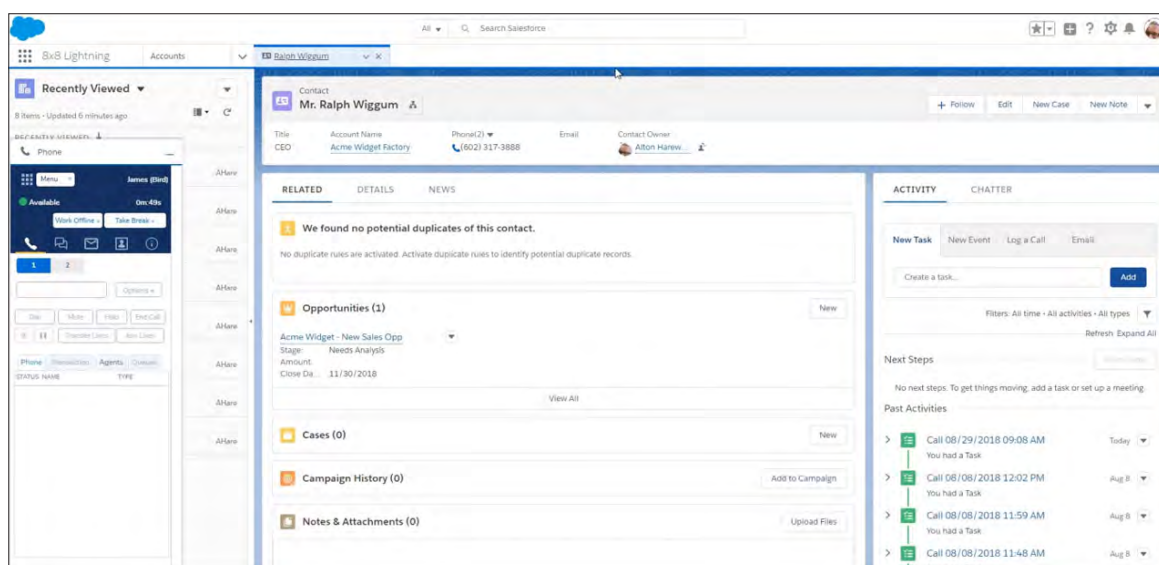 All
Search Salesforce
8x8 Lightning
Accounts
Ralph Wiggum
Recently Viewed
8 items • Updated 6 minutes ago
RECENTLY VIEWED
Phone
Menu
James (Bird)
Available
0m:49s
Work Offline
Take Break
1
2
Options
Mute
Hold
End Call
Transfer Lines
Join Lines
Phone
Agents
Queues
STATUS NAME
TYPE
AHare
AHare
AHare
AHare
AHare
AHare
AHare
AHare
Contact
Mr. Ralph Wiggum
+ Follow
Edit
New Case
New Note
Title
Account Name
Phone(2)
Email
Contact Owner
CEO
Acme Widget Factory
(602) 317-3888
Alton Harew...
RELATED
DETAILS
NEWS
We found no potential duplicates of this contact.
No duplicate rules are activated. Activate duplicate rules to identify potential duplicate records.
Opportunities (1)
New
Acme Widget - New Sales Opp
Stage: Needs Analysis
Amount:
Close Da... 11/30/2018
View All
Cases (0)
New
Campaign History (0)
Add to Campaign
Notes & Attachments (0)
Upload Files
ACTIVITY
CHATTER
New Task
New Event
Log a Call
Email
Create a task...
Add
Filters: All time • All activities • All types
Refresh Expand All
Next Steps
No next steps. To get things moving, add a task or set up a meeting.
Past Activities
Call 08/29/2018 09:08 AM
Today
You had a Task
Call 08/08/2018 12:02 PM
Aug 8
You had a Task
Call 08/08/2018 11:59 AM
Aug 8
You had a Task
Call 08/08/2018 11:48 AM
Aug 8